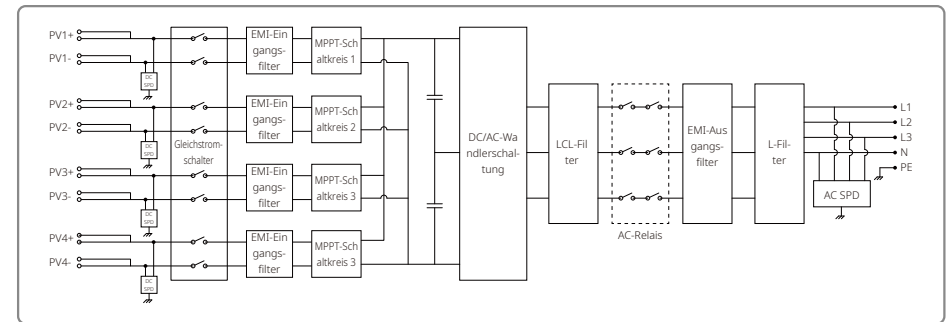 PV1+
PV1-
DC
SPD
EMI-Ein
gangs-
filter
MPPT-Sch
altkreis 1
PV2+
PV2-
DC
SPD
Gleichstrom-
schalter
EMI-Ein
gangs-
filter
MPPT-Sch
altkreis 2
PV3+
PV3-
DC
SPD
EMI-Ein
gangs-
filter
MPPT-Sch
altkreis 3
PV4+
PV4-
DC
SPD
EMI-Ein
gangs-
filter
MPPT-Sch
altkreis 3
DC/AC-Wa
ndlerschal-
tung
LCL-Fil
ter
AC-Relais
EMI-Aus
gangs-
filter
L-Fil-
ter
L1
L2
L3
N
PE
AC SPD